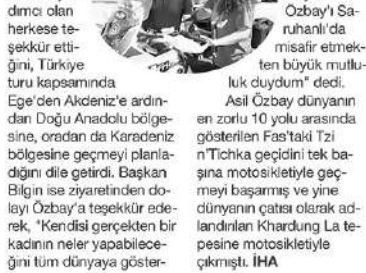 dımcı olan
herkese te-
şekkür etti-
ğini, Türkiye
turu kapsamında
Ege'den Akdeniz'e ardın-
dan Doğu Anadolu bölge-
sine, oradan da Karadeniz
bölgesine geçmeyi planla-
dığını dile getirdi. Başkan
Bilgin ise ziyaretinden do-
layı Özbay'a teşekkür ede-
rek, "Kendisi gerçekten bir
kadının neler yapabilece-
ğini tüm dünyaya göster-
Özbay'ı Sa-
ruhanlı'da
misafir etmek-
ten büyük mutlu-
luk duydum" dedi.
Asil Özbay dünyanın
en zorlu 10 yolu arasında
gösterilen Fas'taki Tzi
n'Tichka geçidini tek ba-
şına motosikletiyle geç-
meyi başarmış ve yine
dünyanın çatısı olarak ad-
landırılan Khardung La te-
pesine motosikletiyle
çıkmıştı. İHA